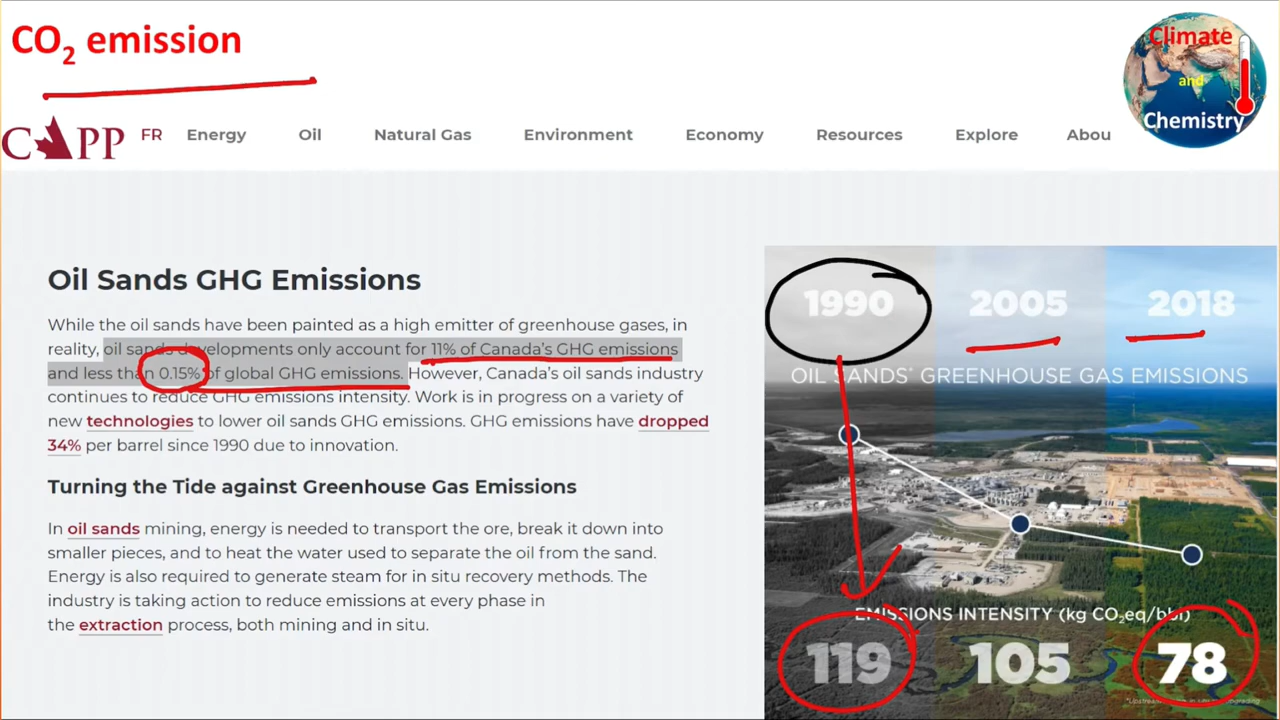 CO₂ emission
Climate
and
Chemistry
CAPP FR Energy Oil Natural Gas Environment Economy Resources Explore Abou
Oil Sands GHG Emissions
While the oil sands have been painted as a high emitter of greenhouse gases, in
reality, oil sands developments only account for 11% of Canada's GHG emissions
and less than 0.15% of global GHG emissions. However, Canada's oil sands industry
continues to reduce GHG emissions intensity. Work is in progress on a variety of
new technologies to lower oil sands GHG emissions. GHG emissions have dropped
34% per barrel since 1990 due to innovation.
Turning the Tide against Greenhouse Gas Emissions
In oil sands mining, energy is needed to transport the ore, break it down into
smaller pieces, and to heat the water used to separate the oil from the sand.
Energy is also required to generate steam for in situ recovery methods. The
industry is taking action to reduce emissions at every phase in
the extraction process, both mining and in situ.
1990 2005 2018
OIL SANDS* GREENHOUSE GAS EMISSIONS
EMISSIONS INTENSITY (kg CO₂eq/bbl)
119 105 78